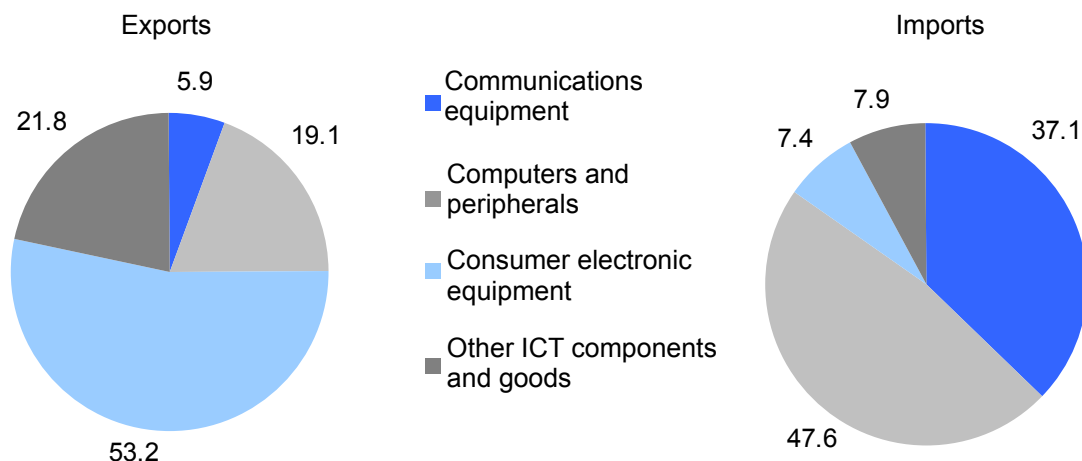 Exports
5.9
19.1
21.8
53.2
Communications
equipment
Computers and
peripherals
Consumer electronic
equipment
Other ICT components
and goods
Imports
7.9
37.1
7.4
47.6